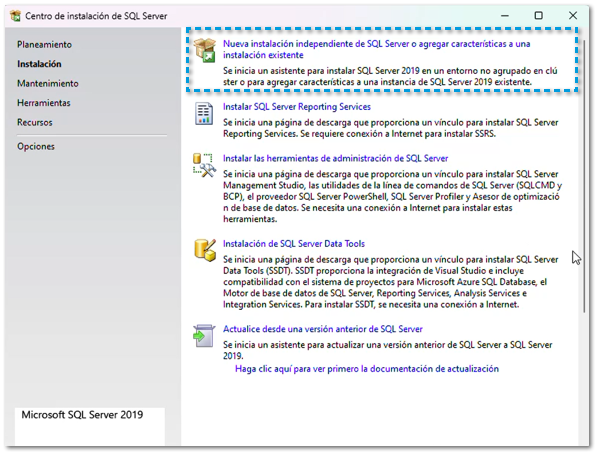 Centro de instalación de SQL Server
Planeamiento
Instalación
Mantenimiento
Herramientas
Recursos
Opciones
Microsoft SQL Server 2019
Nueva instalación independiente de SQL Server o agregar características a una
instalación existente
Se inicia un asistente para instalar SQL Server 2019 en un entorno no agrupado en clú
ster o para agregar características a una instancia de SQL Server 2019 existente.
Instalar SQL Server Reporting Services
Se inicia una página de descarga que proporciona un vínculo para instalar SQL Server
Reporting Services. Se requiere conexión a Internet para instalar SSRS.
Instalar las herramientas de administración de SQL Server
Se inicia una página de descarga que proporciona un vínculo para instalar SQL Server
Management Studio, las utilidades de la línea de comandos de SQL Server (SQLCMD y
BCP), el proveedor SQL Server PowerShell, SQL Server Profiler y Asesor de optimizació
n de base de datos. Se necesita una conexión a Internet para instalar estas
herramientas.
Instalación de SQL Server Data Tools
Se inicia una página de descarga que proporciona un vínculo para instalar SQL Server
Data Tools (SSDT). SSDT proporciona la integración de Visual Studio e incluye
compatibilidad con el sistema de proyectos para Microsoft Azure SQL Database, el
Motor de base de datos de SQL Server, Reporting Services, Analysis Services e
Integration Services. Para instalar SSDT, se necesita una conexión a Internet.
Actualice desde una versión anterior de SQL Server
Se inicia un asistente para actualizar una versión anterior de SQL Server a SQL Server
2019.
Haga clic aquí para ver primero la documentación de actualización